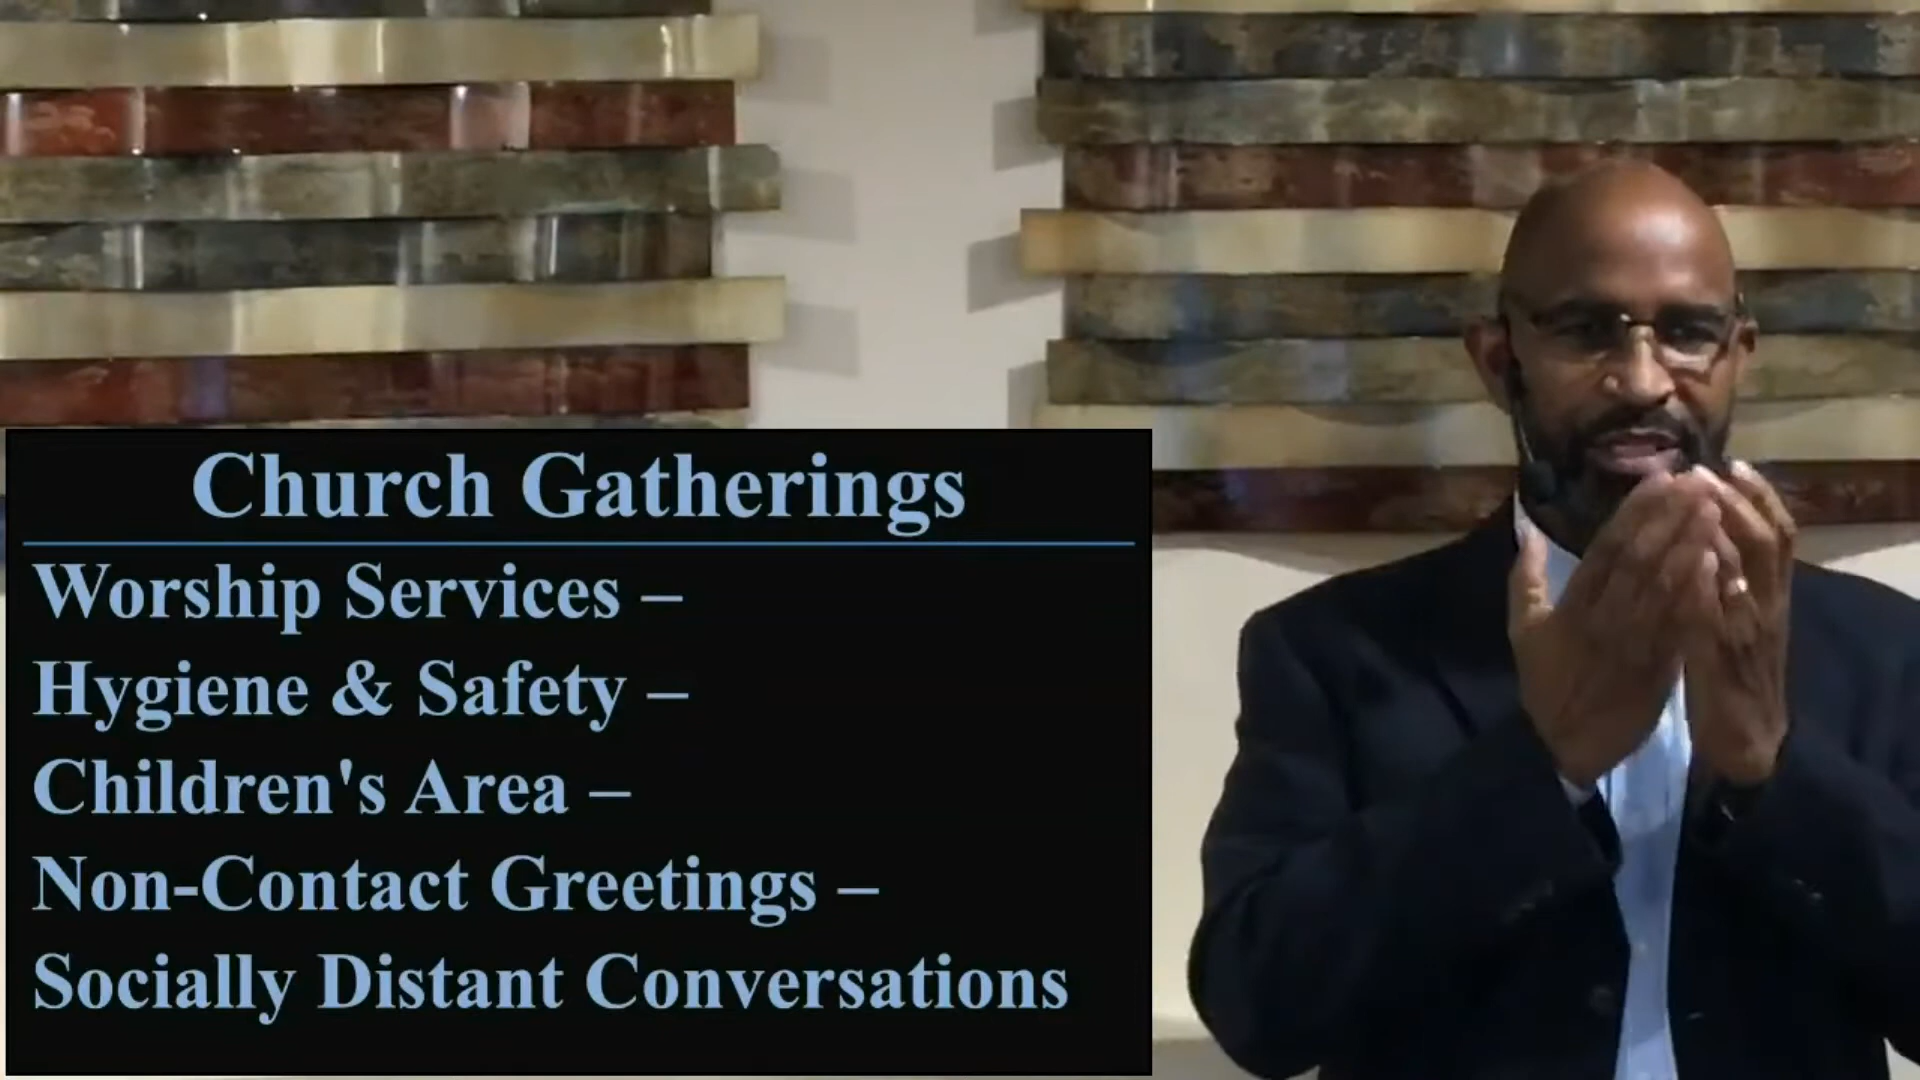 Church Gatherings
Worship Services –
Hygiene & Safety –
Children's Area –
Non-Contact Greetings –
Socially Distant Conversations